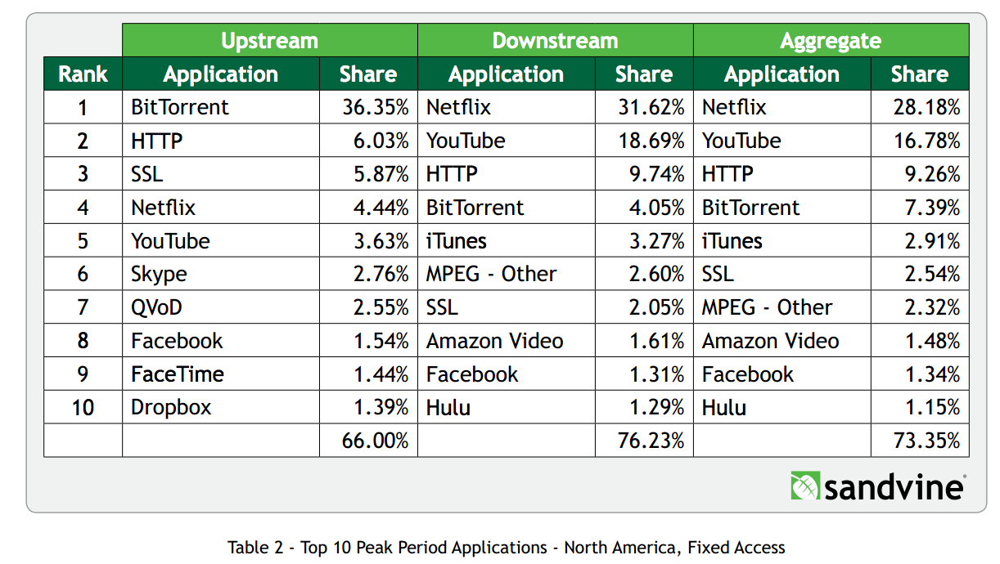 Upstream Downstream Aggregate
Rank Application Share Application Share Application Share
1 BitTorrent 36.35% Netflix 31.62% Netflix 28.18%
2 HTTP 6.03% YouTube 18.69% YouTube 16.78%
3 SSL 5.87% HTTP 9.74% HTTP 9.26%
4 Netflix 4.44% BitTorrent 4.05% BitTorrent 7.39%
5 YouTube 3.63% iTunes 3.27% iTunes 2.91%
6 Skype 2.76% MPEG - Other 2.60% SSL 2.54%
7 QVoD 2.55% SSL 2.05% MPEG - Other 2.32%
8 Facebook 1.54% Amazon Video 1.61% Amazon Video 1.48%
9 FaceTime 1.44% Facebook 1.31% Facebook 1.34%
10 Dropbox 1.39% Hulu 1.29% Hulu 1.15%
66.00% 76.23% 73.35%
sandvine
Table 2 - Top 10 Peak Period Applications - North America, Fixed Access